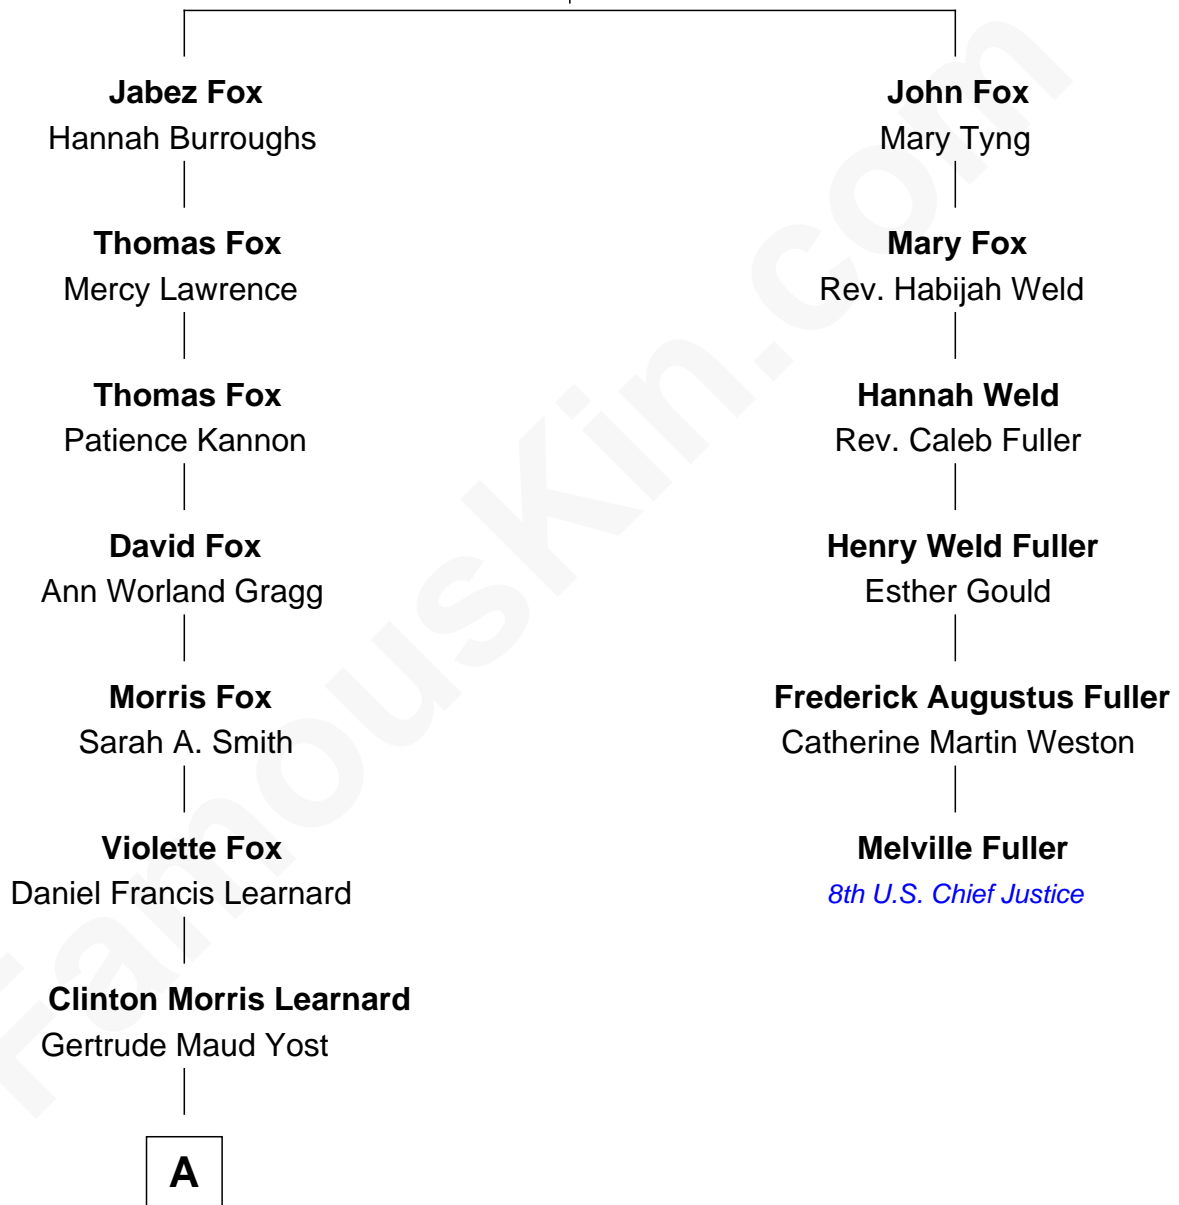 Jabez Fox
Hannah Burroughs
Thomas Fox
Mercy Lawrence
Thomas Fox
Patience Kannon
David Fox
Ann Worland Gragg
Morris Fox
Sarah A. Smith
Violette Fox
Daniel Francis Learnard
Clinton Morris Learnard
Gertrude Maud Yost
A
John Fox
Mary Tyng
Mary Fox
Rev. Habijah Weld
Hannah Weld
Rev. Caleb Fuller
Henry Weld Fuller
Esther Gould
Frederick Augustus Fuller
Catherine Martin Weston
Melville Fuller
8th U.S. Chief Justice
FamousKin.com